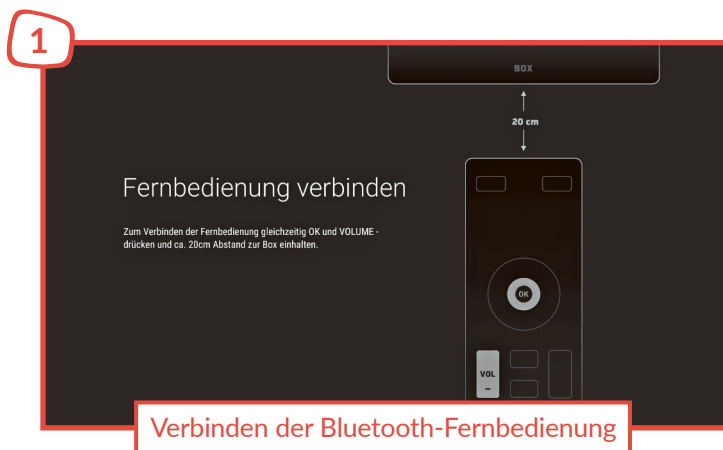 1
BOX
20 cm
Fernbedienung verbinden
Zum Verbinden der Fernbedienung gleichzeitig OK und VOLUME -
drücken und ca. 20cm Abstand zur Box einhalten.
OK
VOL
-
Verbinden der Bluetooth-Fernbedienung